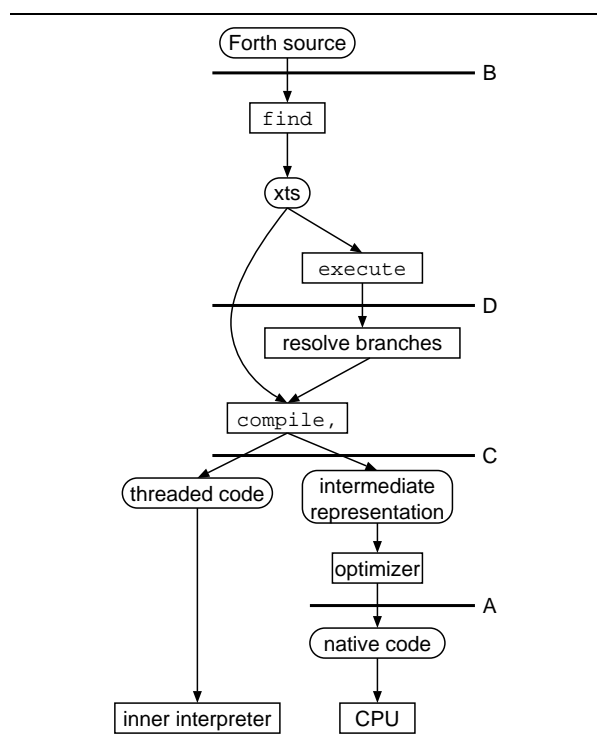 Forth source
B
find
xts
execute
D
resolve branches
compile,
C
threaded code
intermediate
representation
optimizer
A
native code
inner interpreter
CPU